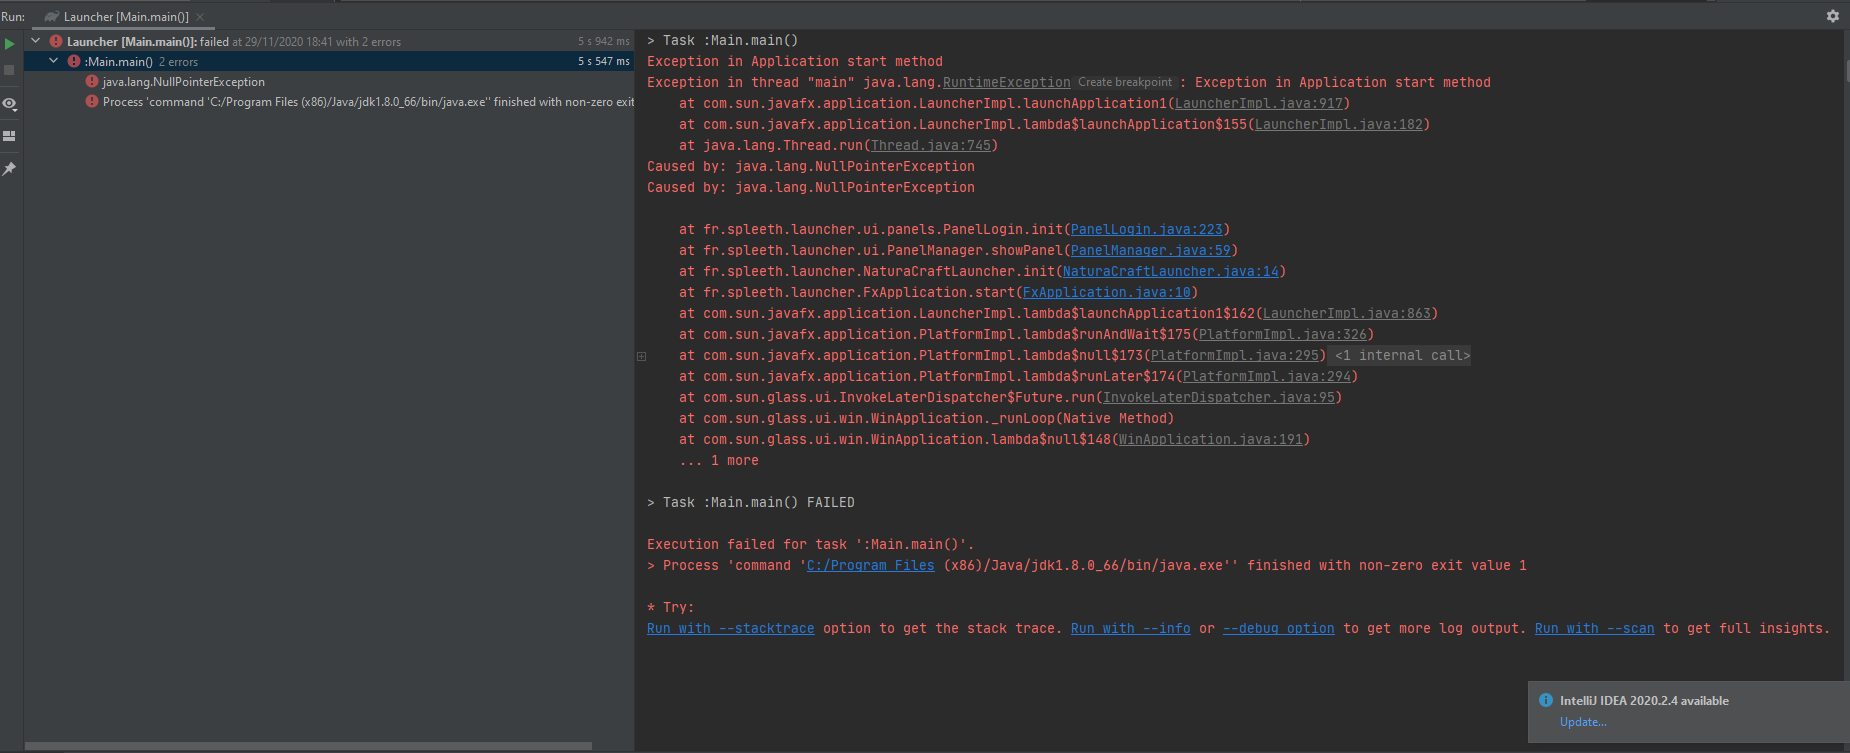 Run: Launcher [Main.main()]
Launcher [Main.main()]: failed at 29/11/2020 18:41 with 2 errors 5 s 942 ms
:Main.main() 2 errors 5 s 547 ms
java.lang.NullPointerException
Process 'command 'C:/Program Files (x86)/Java/jdk1.8.0_66/bin/java.exe'' finished with non-zero exit
> Task :Main.main()
Exception in Application start method
Exception in thread "main" java.lang.RuntimeException Create breakpoint : Exception in Application start method
at com.sun.javafx.application.LauncherImpl.launchApplication1(LauncherImpl.java:917)
at com.sun.javafx.application.LauncherImpl.lambda$launchApplication$155(LauncherImpl.java:182)
at java.lang.Thread.run(Thread.java:745)
Caused by: java.lang.NullPointerException
Caused by: java.lang.NullPointerException
at fr.spleeth.launcher.ui.panels.PanelLogin.init(PanelLogin.java:223)
at fr.spleeth.launcher.ui.PanelManager.showPanel(PanelManager.java:59)
at fr.spleeth.launcher.NaturaCraftLauncher.init(NaturaCraftLauncher.java:14)
at fr.spleeth.launcher.FxApplication.start(FxApplication.java:10)
at com.sun.javafx.application.LauncherImpl.lambda$launchApplication1$162(LauncherImpl.java:863)
at com.sun.javafx.application.PlatformImpl.lambda$runAndWait$175(PlatformImpl.java:326)
at com.sun.javafx.application.PlatformImpl.lambda$null$173(PlatformImpl.java:295) <1 internal call>
at com.sun.javafx.application.PlatformImpl.lambda$runLater$174(PlatformImpl.java:294)
at com.sun.glass.ui.InvokeLaterDispatcher$Future.run(InvokeLaterDispatcher.java:95)
at com.sun.glass.ui.win.WinApplication._runLoop(Native Method)
at com.sun.glass.ui.win.WinApplication.lambda$null$148(WinApplication.java:191)
... 1 more
> Task :Main.main() FAILED
Execution failed for task ':Main.main()'.
> Process 'command 'C:/Program Files (x86)/Java/jdk1.8.0_66/bin/java.exe'' finished with non-zero exit value 1
* Try:
Run with --stacktrace option to get the stack trace. Run with --info or --debug option to get more log output. Run with --scan to get full insights.
IntelliJ IDEA 2020.2.4 available
Update...